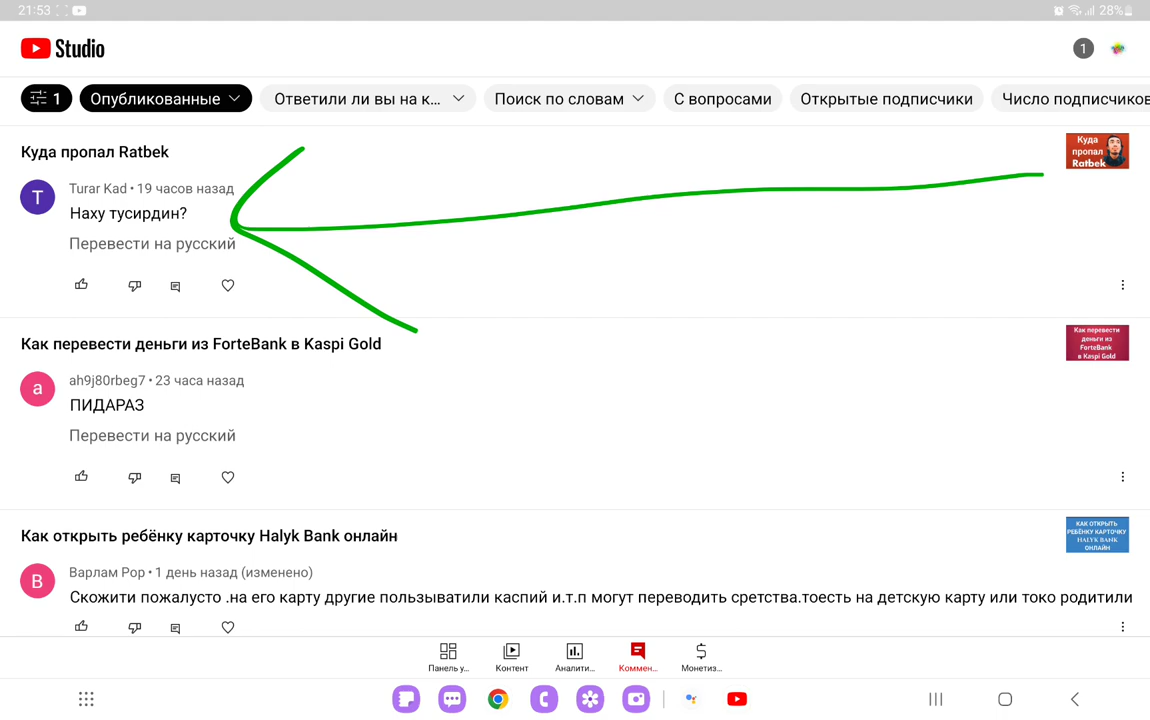 21:53
28%
Studio
1
1
Опубликованные
Ответили ли вы на к...
Поиск по словам
С вопросами
Открытые подписчики
Число подписчиков
Куда пропал Ratbek
Куда
пропал
Ratbek
T
Turar Kad • 19 часов назад
Наху тусирдин?
Перевести на русский
Как перевести деньги из ForteBank в Kaspi Gold
Как перевести
деньги из
ForteBank
в Kaspi Gold
a
ah9j80rbeg7 • 23 часа назад
ПИДАРАЗ
Перевести на русский
Как открыть ребёнку карточку Halyk Bank онлайн
КАК ОТКРЫТЬ
РЕБЁНКУ КАРТОЧКУ
HALYK BANK
ОНЛАЙН
В
Варлам Рор • 1 день назад (изменено)
Скожити пожалусто .на его карту другие пользыватили каспий и.т.п могут переводить сретства.тоесть на детскую карту или токо родитили
Панель у...
Контент
Аналити...
Коммен...
Монетиз...